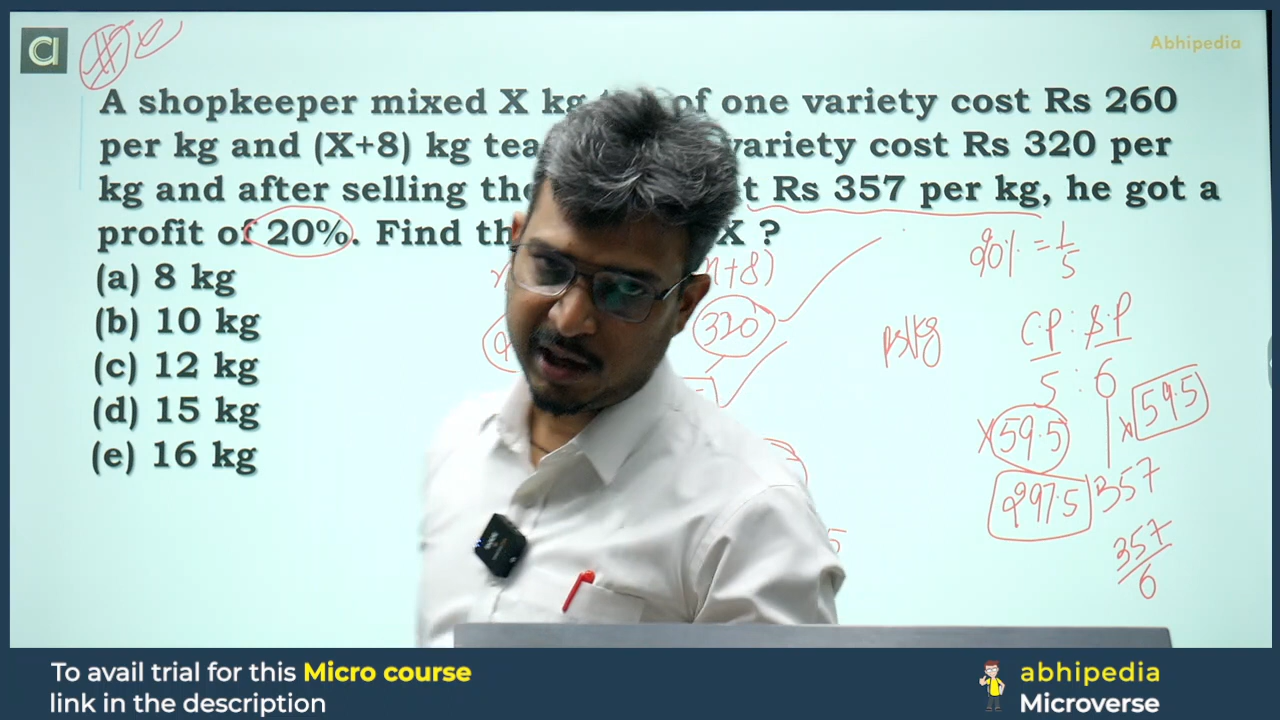 Abhipedia
A shopkeeper mixed X kg of one variety cost Rs 260
per kg and (X+8) kg tea variety cost Rs 320 per
kg and after selling the Rs 357 per kg, he got a
profit of 20%. Find X ?
(a) 8 kg
(b) 10 kg
(c) 12 kg
(d) 15 kg
(e) 16 kg
+8)
320
20% = 1/5
Rs/kg
C.P : S.P
5 : 6
×59.5 ×59.5
297.5 357
357/6
To avail trial for this Micro course
link in the description
abhipedia
Microverse